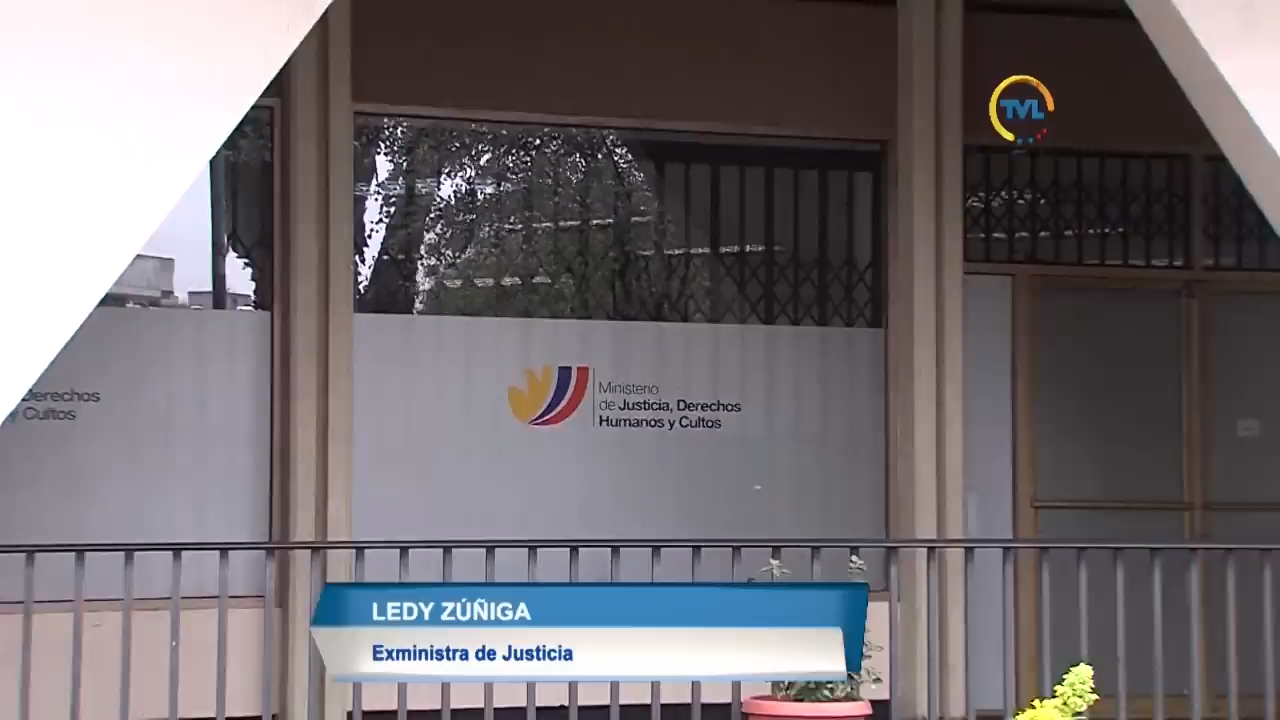 TVL
Derechos
y Cultos
Ministerio
de Justicia, Derechos
Humanos y Cultos
LEDY ZÚÑIGA
Exministra de Justicia